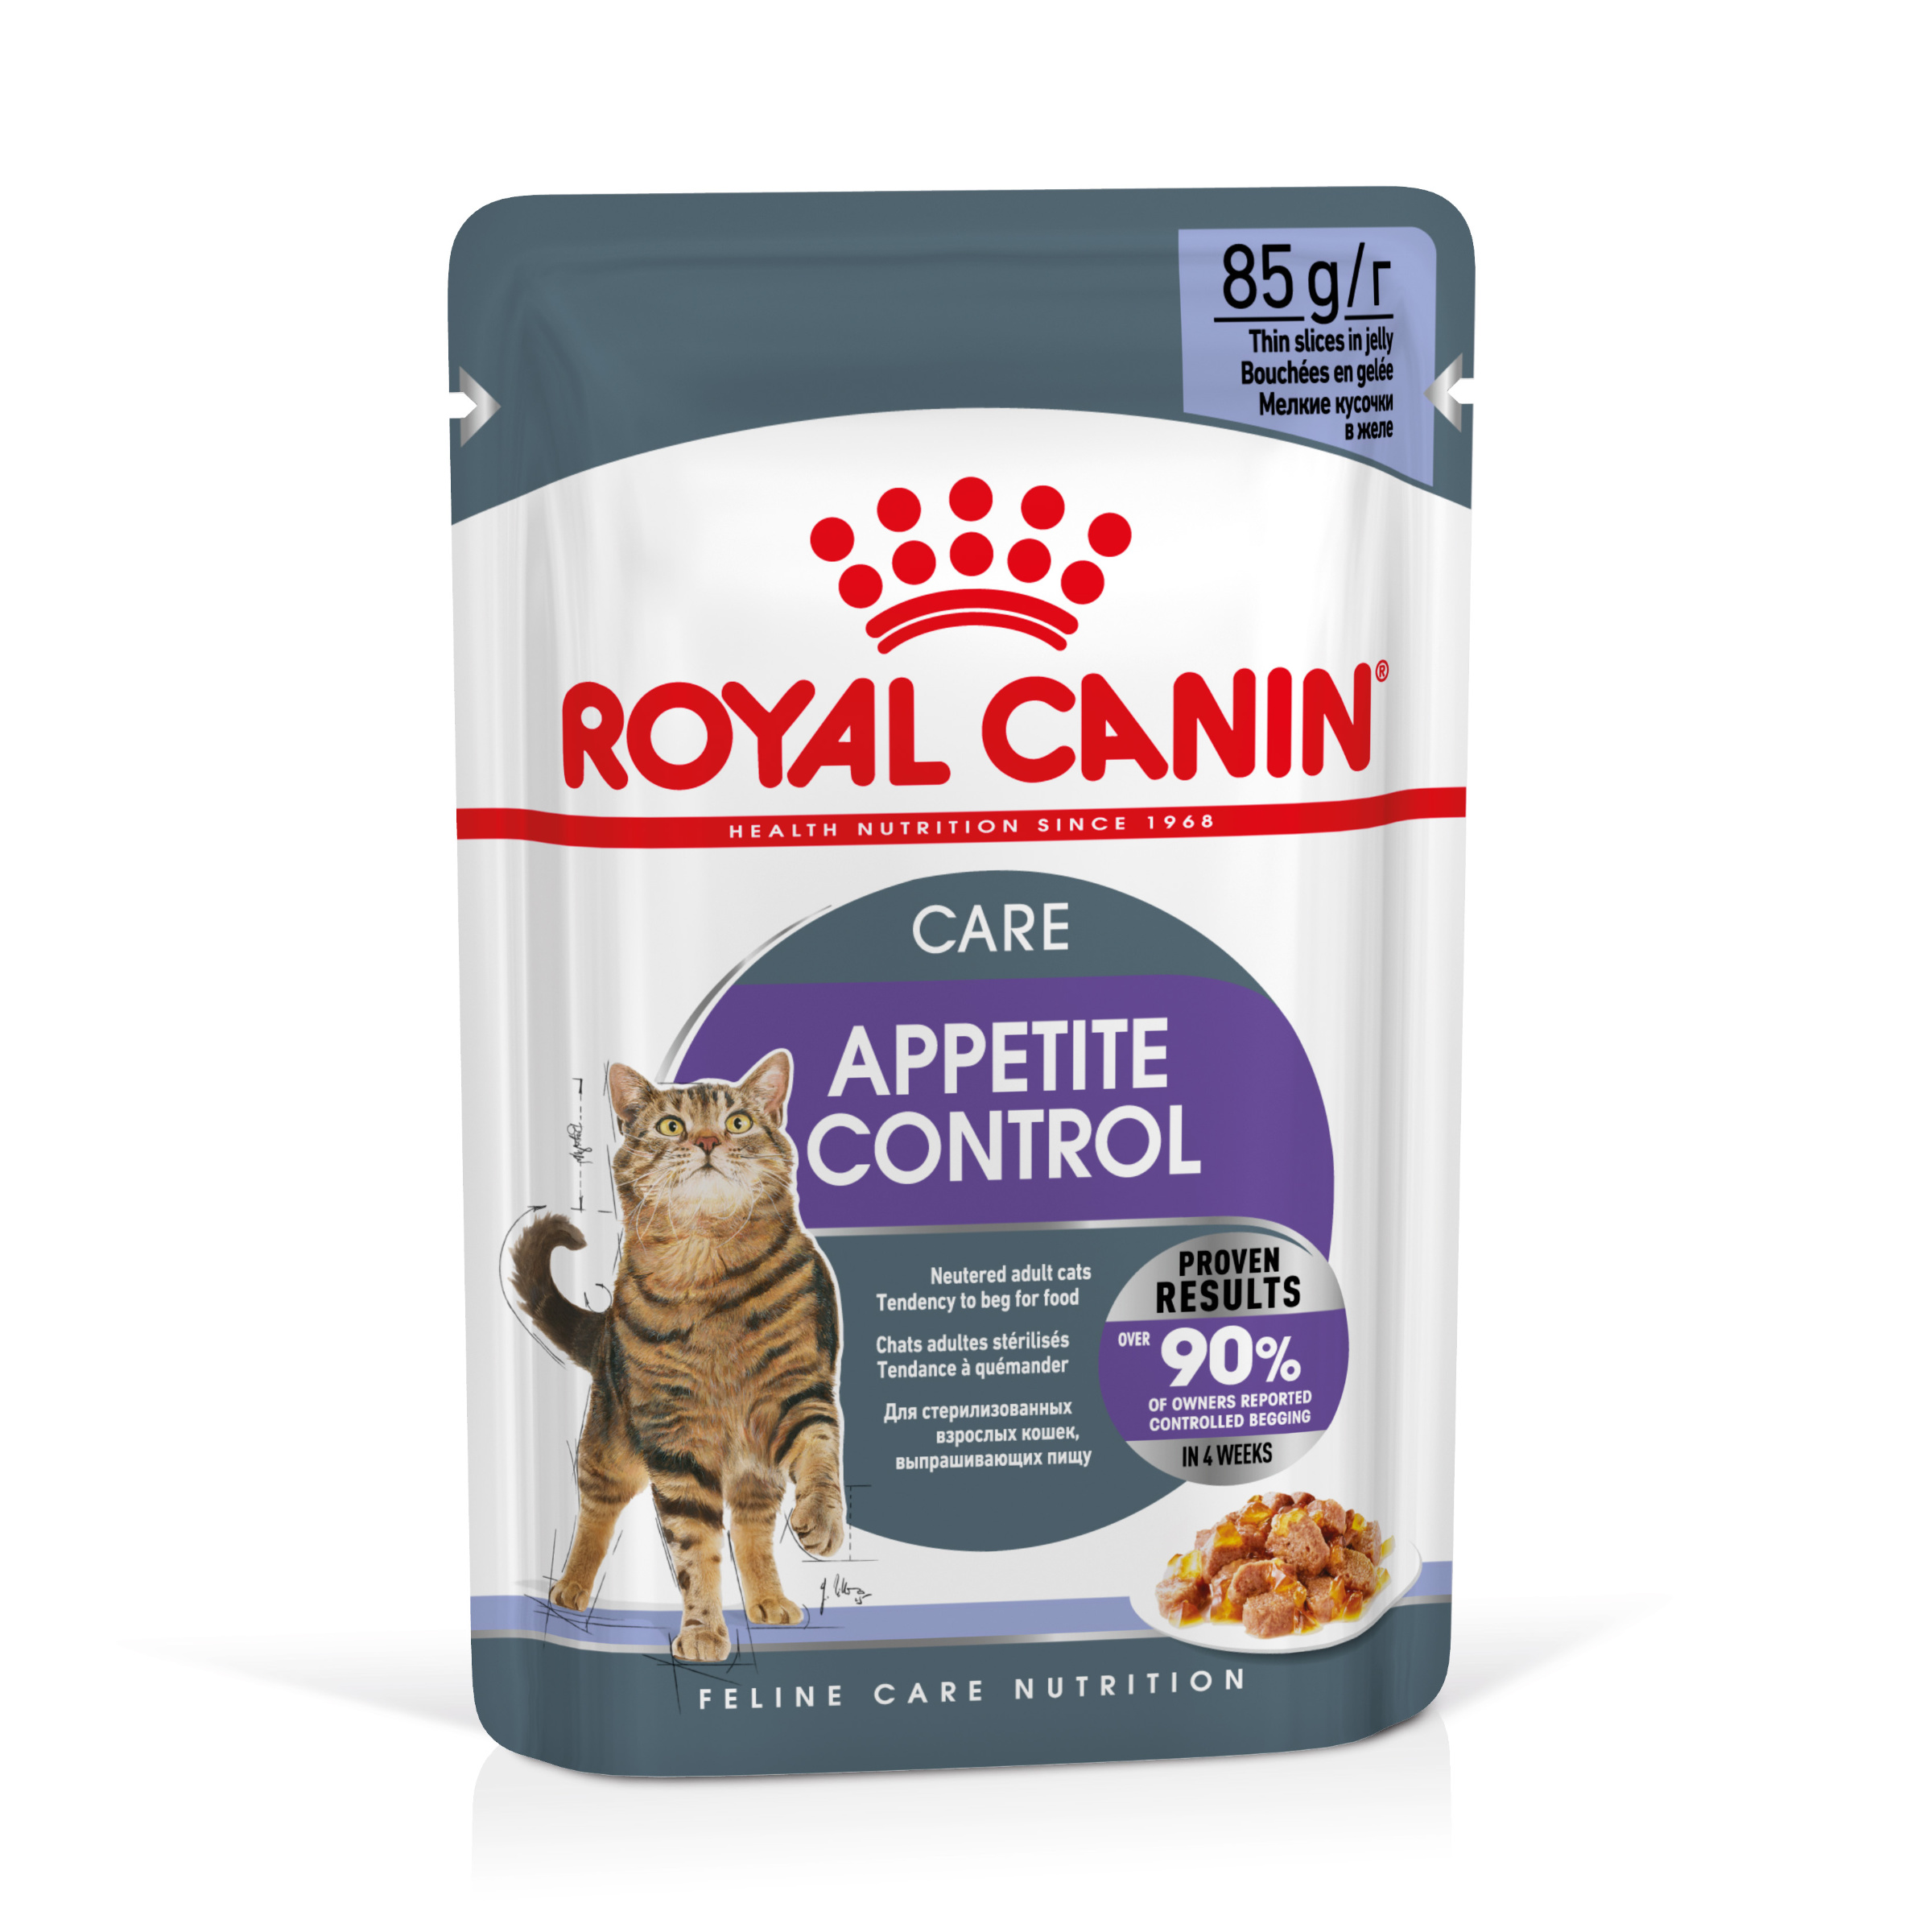 85 g/г
Thin slices in jelly
Bouchées en gelée
Мелкие кусочки
в желе
ROYAL CANIN®
HEALTH NUTRITION SINCE 1968
CARE
APPETITE
CONTROL
Neutered adult cats
Tendency to beg for food
Chats adultes stérilisés
Tendance à quémander
Для стерилизованных
взрослых кошек,
выпрашивающих пищу
PROVEN
RESULTS
OVER 90%
OF OWNERS REPORTED
CONTROLLED BEGGING
IN 4 WEEKS
FELINE CARE NUTRITION